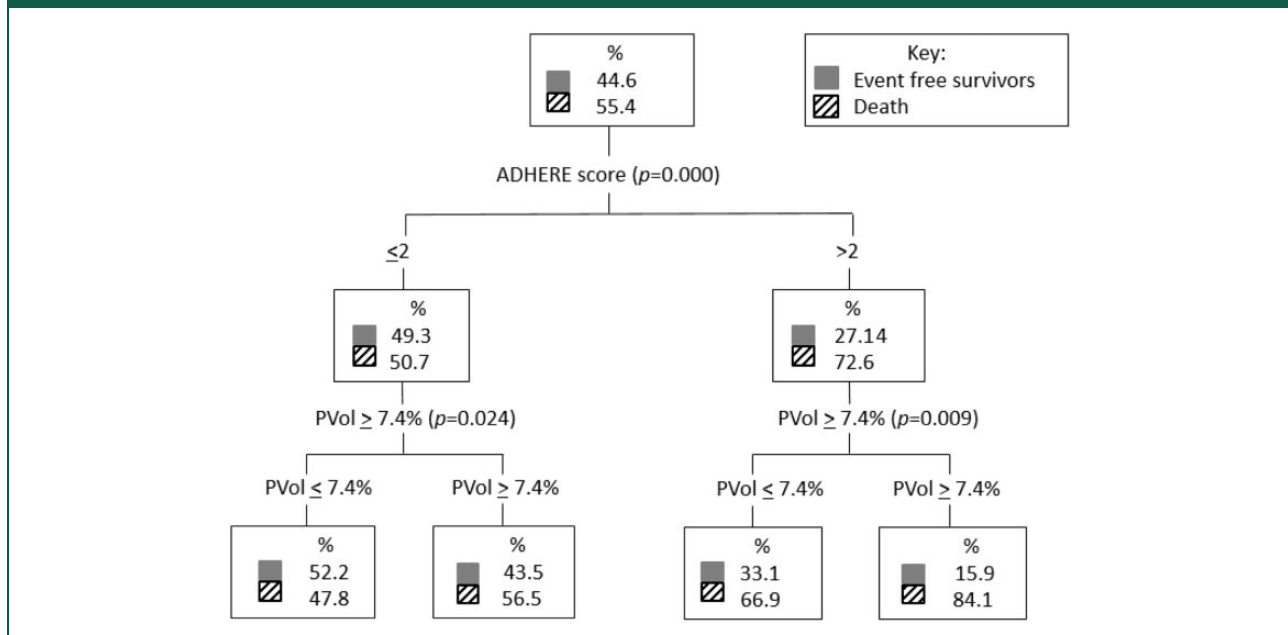 %
44.6
55.4
Key:
Event free survivors
Death
ADHERE score (p=0.000)
≤2
>2
%
49.3
50.7
%
27.14
72.6
PVol ≥ 7.4% (p=0.024)
PVol ≥ 7.4% (p=0.009)
PVol ≤ 7.4%
PVol ≥ 7.4%
PVol ≤ 7.4%
PVol ≥ 7.4%
%
52.2
47.8
%
43.5
56.5
%
33.1
66.9
%
15.9
84.1